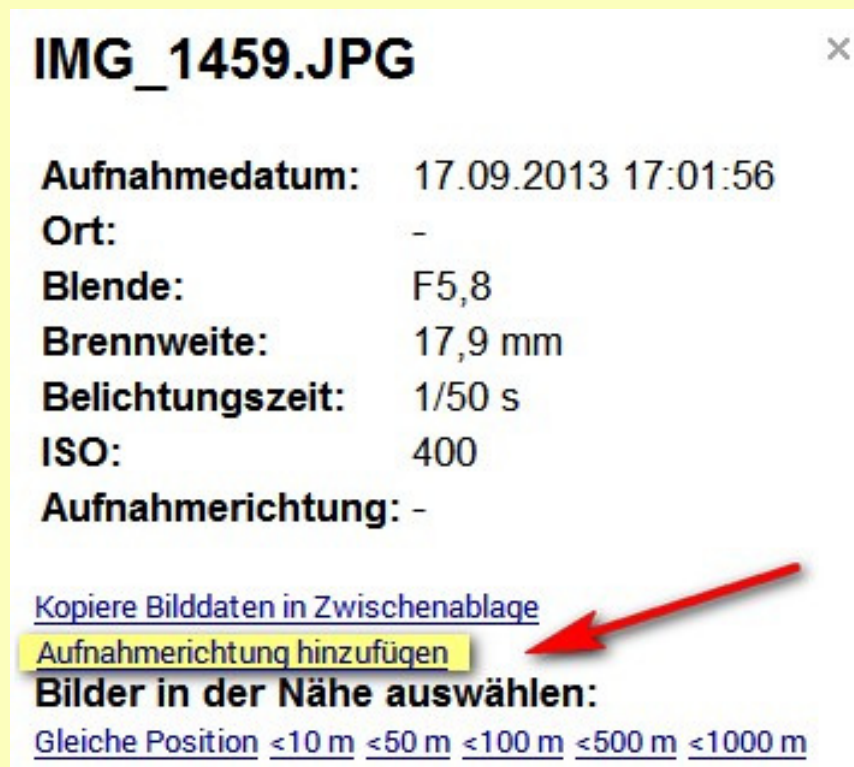 IMG_1459.JPG
Aufnahmedatum: 17.09.2013 17:01:56
Ort: -
Blende: F5,8
Brennweite: 17,9 mm
Belichtungszeit: 1/50 s
ISO: 400
Aufnahmerichtung: -
Kopiere Bilddaten in Zwischenablage
Aufnahmerichtung hinzufügen
Bilder in der Nähe auswählen:
Gleiche Position <10 m <50 m <100 m <500 m <1000 m